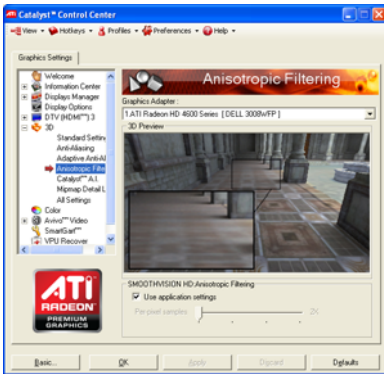 Catalyst™ Control Center
View Hotkeys Profiles Preferences Help
Graphics Settings
Welcome
Information Center
Displays Manager
Display Options
DTV (HDMI™) 3
3D
Standard Settin
Anti-Aliasing
Adaptive Anti-Al
Anisotropic Filte
Catalyst™ A.I.
Mipmap Detail L
All Settings
Color
Avivo™ Video
SmartGart™
VPU Recover
Anisotropic Filtering
Graphics Adapter:
1.ATI Radeon HD 4600 Series [ DELL 3008WFP ]
3D Preview
SMOOTHVISION HD:Anisotropic Filtering
Use application settings
Per-pixel samples 2X
ATI
RADEON
PREMIUM
GRAPHICS
Basic... OK Apply Discard Defaults